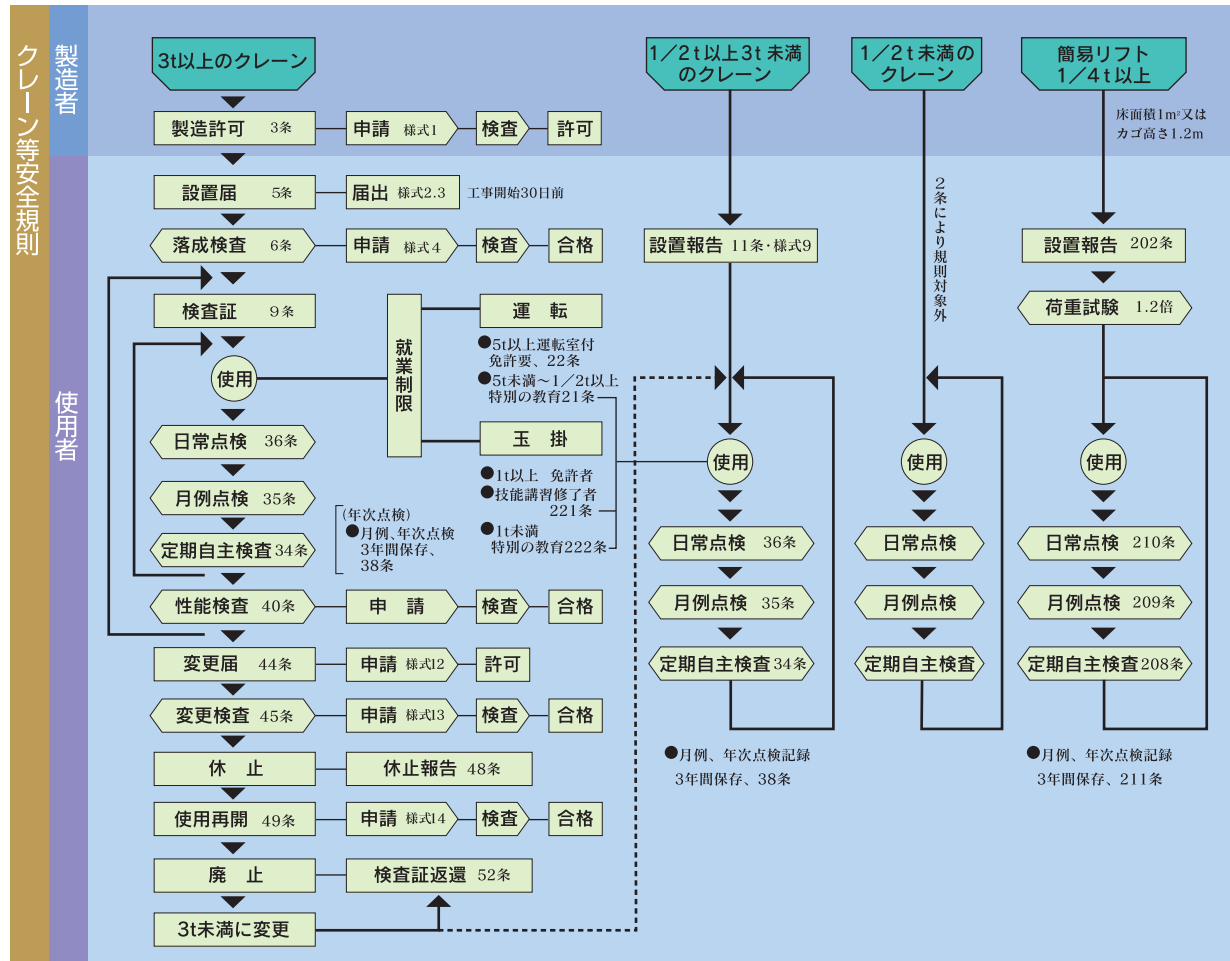 クレーン等安全規則
製造者
使用者
3t以上のクレーン
製造許可 3条
申請 様式1
検査
許可
設置届 5条
届出 様式2.3
工事開始30日前
落成検査 6条
申請 様式4
検査
合格
検査証 9条
使用
就業制限
運 転
●5t以上運転室付
免許要、22条
●5t未満～1／2t以上
特別の教育21条
玉 掛
●1t以上 免許者
●技能講習修了者
221条
●1t未満
特別の教育222条
日常点検 36条
月例点検 35条
定期自主検査 34条
(年次点検)
●月例、年次点検
3年間保存、
38条
性能検査 40条
申 請
検査
合格
変更届 44条
申請 様式12
許可
変更検査 45条
申請 様式13
検査
合格
休 止
休止報告 48条
使用再開 49条
申請 様式14
検査
合格
廃 止
検査証返還 52条
3t未満に変更
1／2t以上3t未満
のクレーン
設置報告 11条・様式9
使用
日常点検 36条
月例点検 35条
定期自主検査 34条
●月例、年次点検記録
3年間保存、38条
1／2t未満の
クレーン
2条により規則対象外
使用
日常点検
月例点検
定期自主検査
簡易リフト
1／4t以上
床面積1m²又は
カゴ高さ1.2m
設置報告 202条
荷重試験 1.2倍
使用
日常点検 210条
月例点検 209条
定期自主検査 208条
●月例、年次点検記録
3年間保存、211条